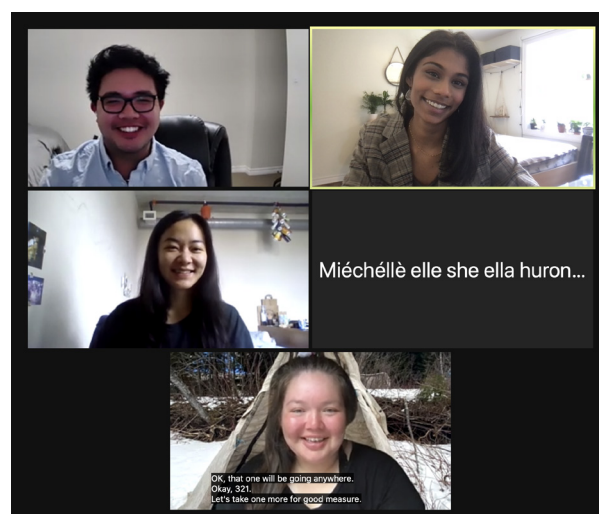 Miéchéllè elle she ella huron...
OK, that one will be going anywhere.
Okay, 321.
Let's take one more for good measure.